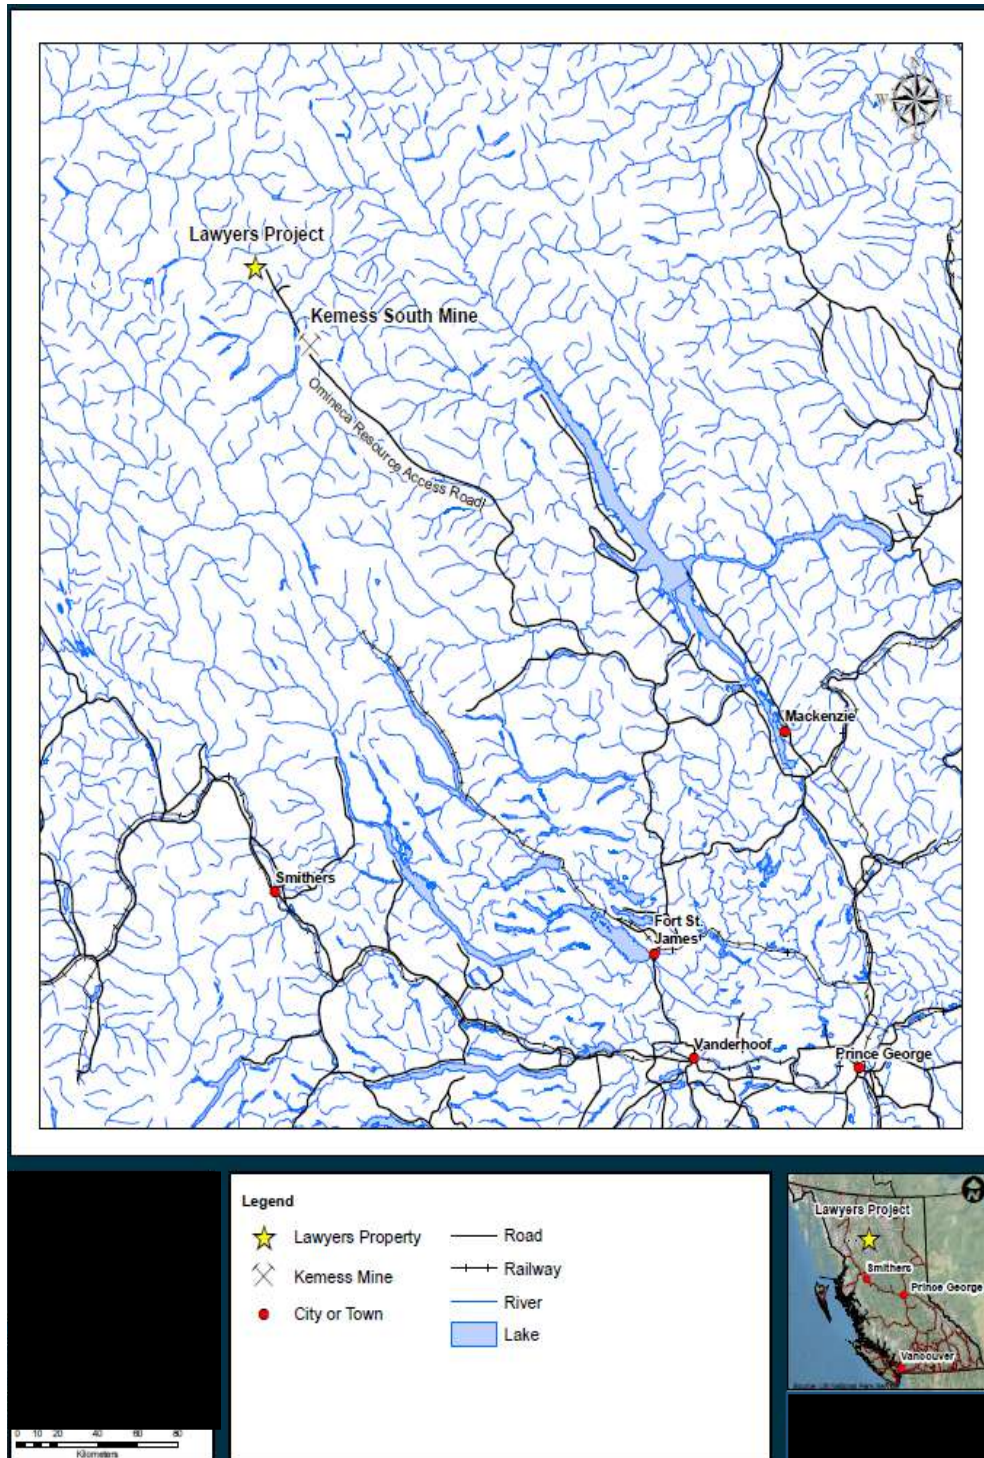 N
W
E
S
Lawyers Project
Kemess South Mine
Omineca Resource Access Road
Mackenzie
Smithers
Fort St.
James
Vanderhoof
Prince George
Legend
Lawyers Property
Kemess Mine
City or Town
Road
Railway
River
Lake
Lawyers Project
Smithers
Prince George
Vancouver
0 10 20 40 60 80
Kilometers